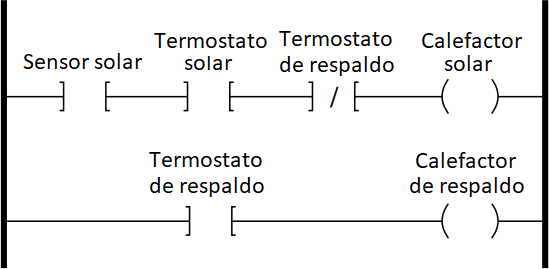 Sensor solar
Termostato
solar
Termostato
de respaldo
Calefactor
solar
Termostato
de respaldo
Calefactor
de respaldo